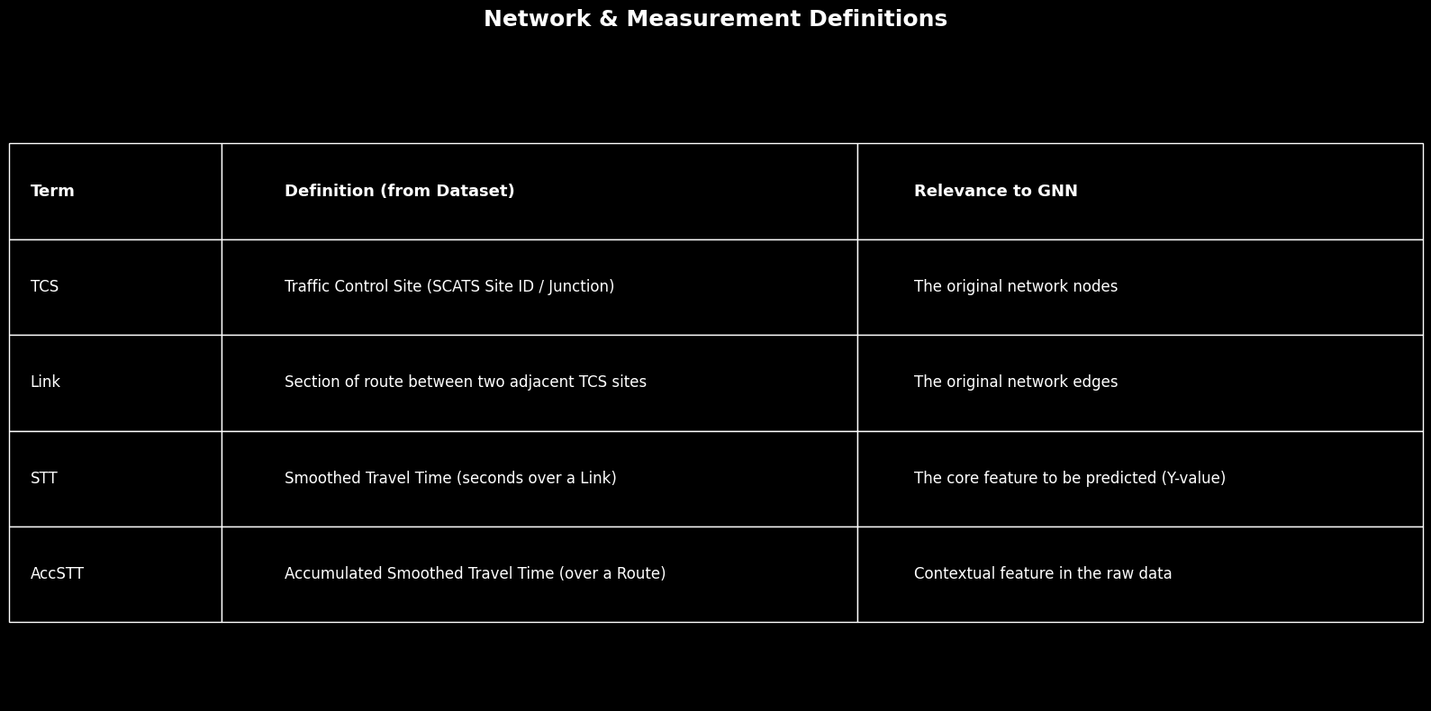 Network & Measurement Definitions
Term Definition (from Dataset) Relevance to GNN
TCS Traffic Control Site (SCATS Site ID / Junction) The original network nodes
Link Section of route between two adjacent TCS sites The original network edges
STT Smoothed Travel Time (seconds over a Link) The core feature to be predicted (Y-value)
AccSTT Accumulated Smoothed Travel Time (over a Route) Contextual feature in the raw data